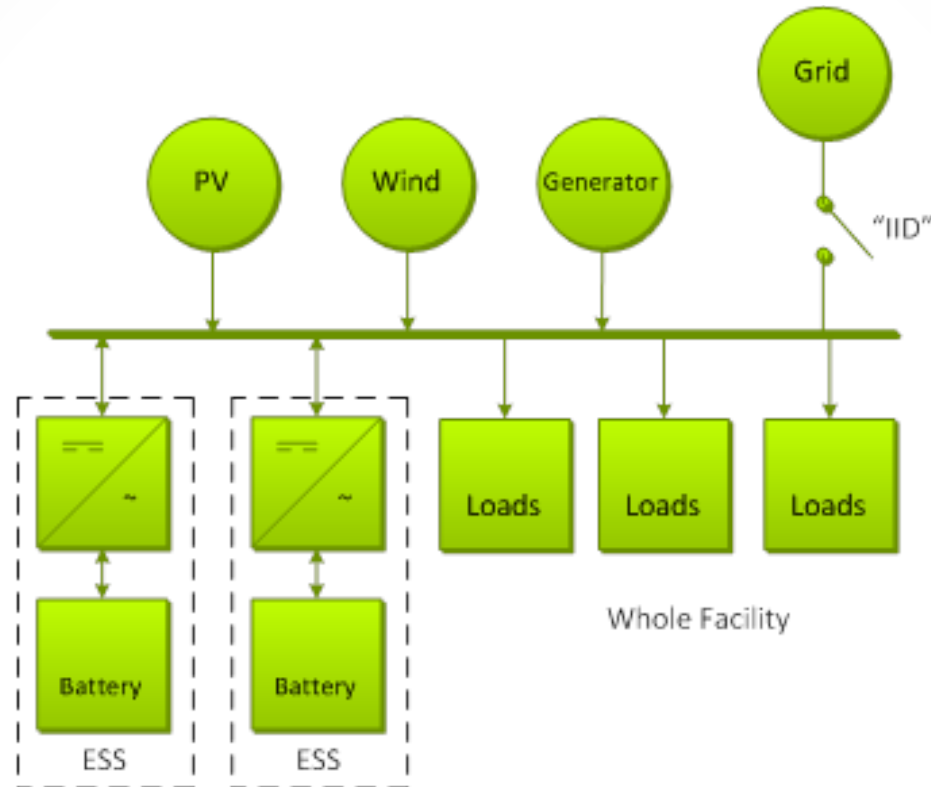 Grid
PV
Wind
Generator
“IID”
~
~
Loads
Loads
Loads
Whole Facility
Battery
Battery
ESS
ESS